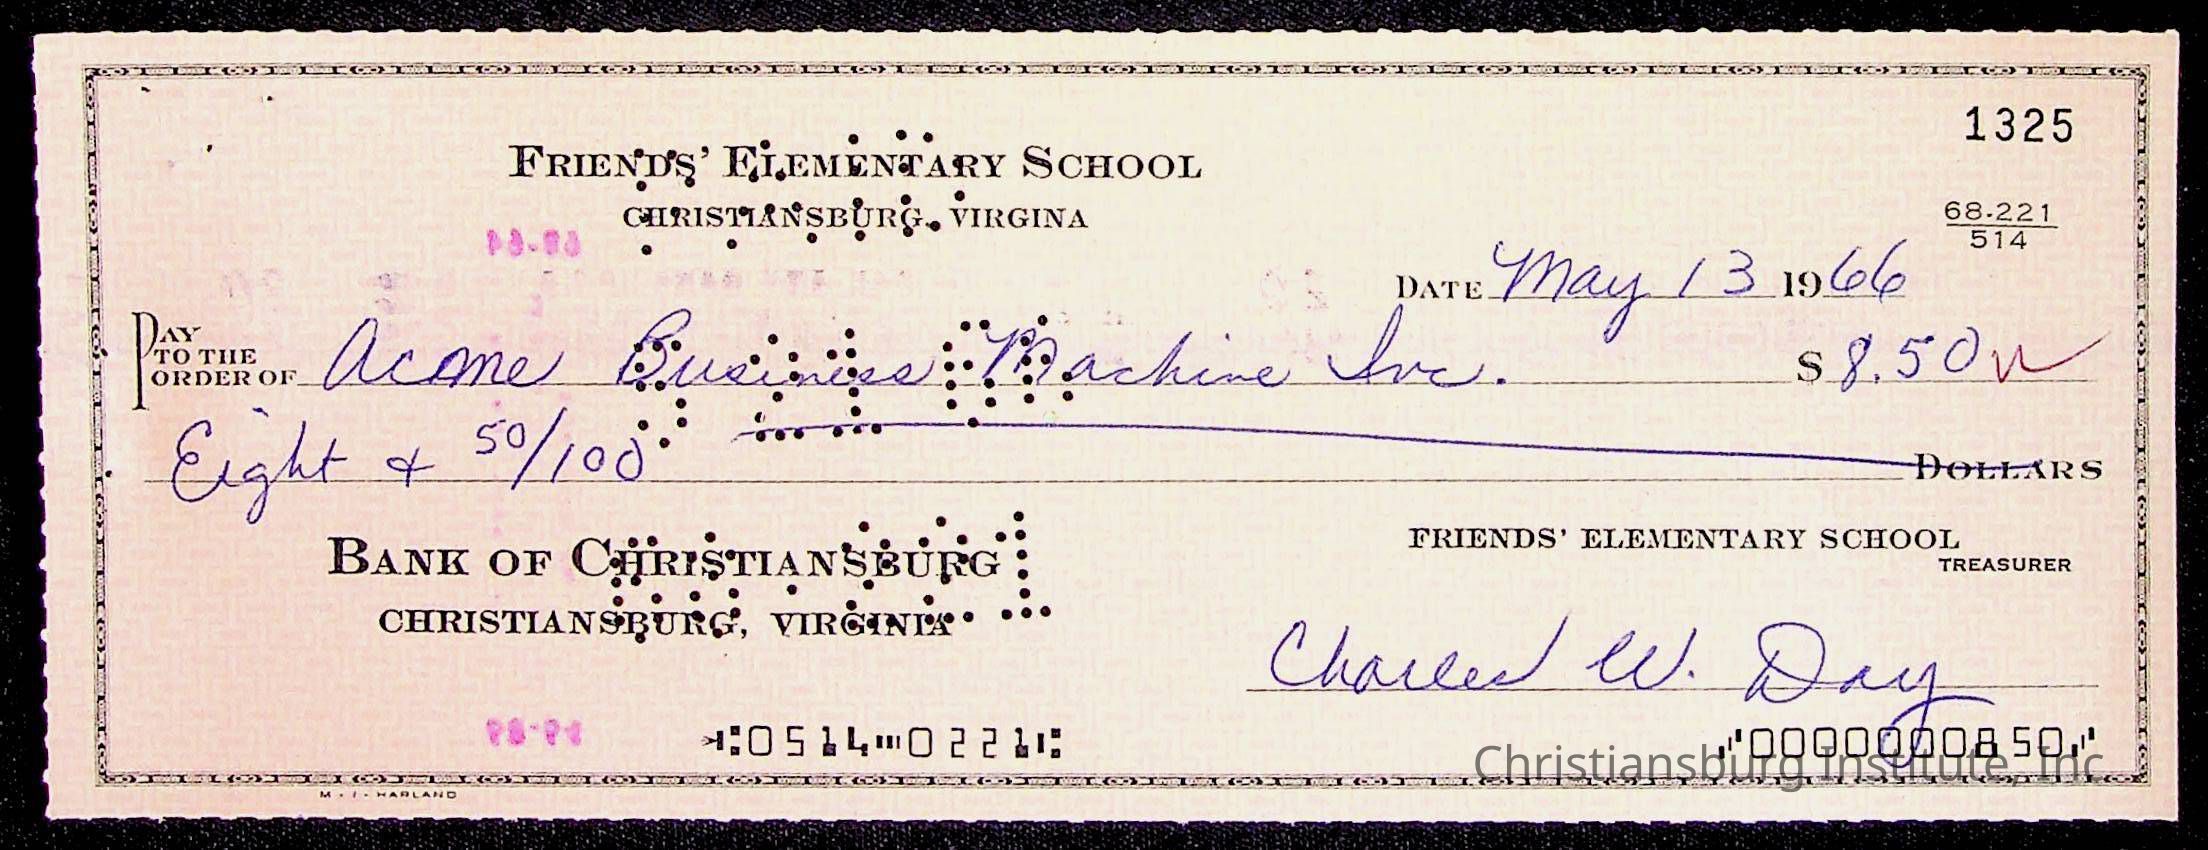 1325
FRIENDS' ELEMENTARY SCHOOL
CHRISTIANSBURG, VIRGINA
68-221
514
DATE May 13 1966
PAY TO THE ORDER OF Acme Business Machine Inc. $ 8.50
Eight & 50/100 DOLLARS
BANK OF CHRISTIANSBURG
CHRISTIANSBURG, VIRGINIA
FRIENDS' ELEMENTARY SCHOOL
TREASURER
Charles W. Day
⑆0514⑉0221⑆ ⑈0000000850⑈
Christiansburg Institute, Inc
HARLAND